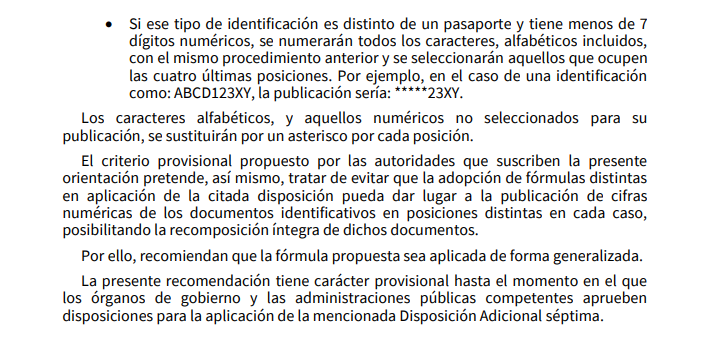 • Si ese tipo de identificación es distinto de un pasaporte y tiene menos de 7
dígitos numéricos, se numerarán todos los caracteres, alfabéticos incluidos,
con el mismo procedimiento anterior y se seleccionarán aquellos que ocupen
las cuatro últimas posiciones. Por ejemplo, en el caso de una identificación
como: ABCD123XY, la publicación sería: *****23XY.
Los caracteres alfabéticos, y aquellos numéricos no seleccionados para su
publicación, se sustituirán por un asterisco por cada posición.
El criterio provisional propuesto por las autoridades que suscriben la presente
orientación pretende, así mismo, tratar de evitar que la adopción de fórmulas distintas
en aplicación de la citada disposición pueda dar lugar a la publicación de cifras
numéricas de los documentos identificativos en posiciones distintas en cada caso,
posibilitando la recomposición íntegra de dichos documentos.
Por ello, recomiendan que la fórmula propuesta sea aplicada de forma generalizada.
La presente recomendación tiene carácter provisional hasta el momento en el que
los órganos de gobierno y las administraciones públicas competentes aprueben
disposiciones para la aplicación de la mencionada Disposición Adicional séptima.